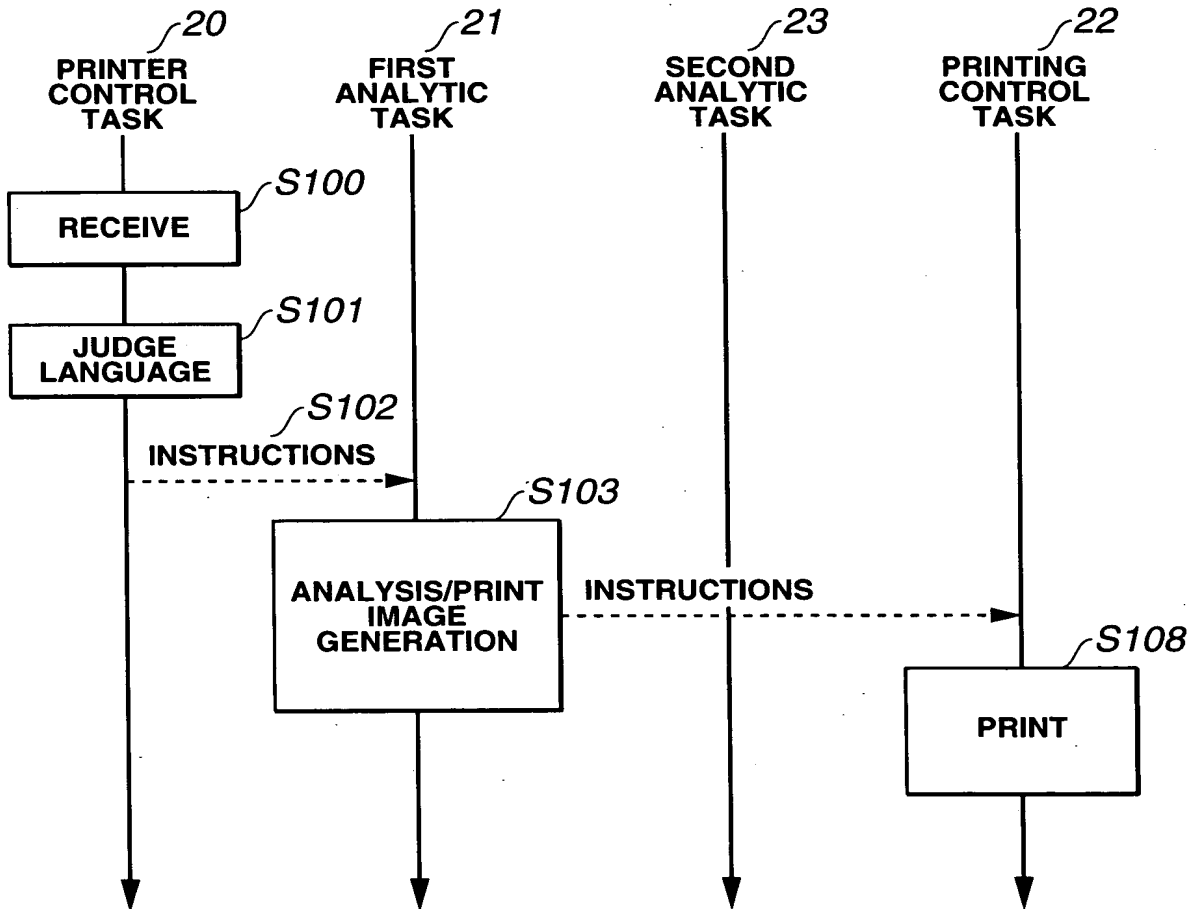 20
21
23
22
PRINTER
CONTROL
TASK
FIRST
ANALYTIC
TASK
SECOND
ANALYTIC
TASK
PRINTING
CONTROL
TASK
S100
RECEIVE
S101
JUDGE
LANGUAGE
S102
INSTRUCTIONS
S103
ANALYSIS/PRINT
IMAGE
GENERATION
INSTRUCTIONS
S108
PRINT